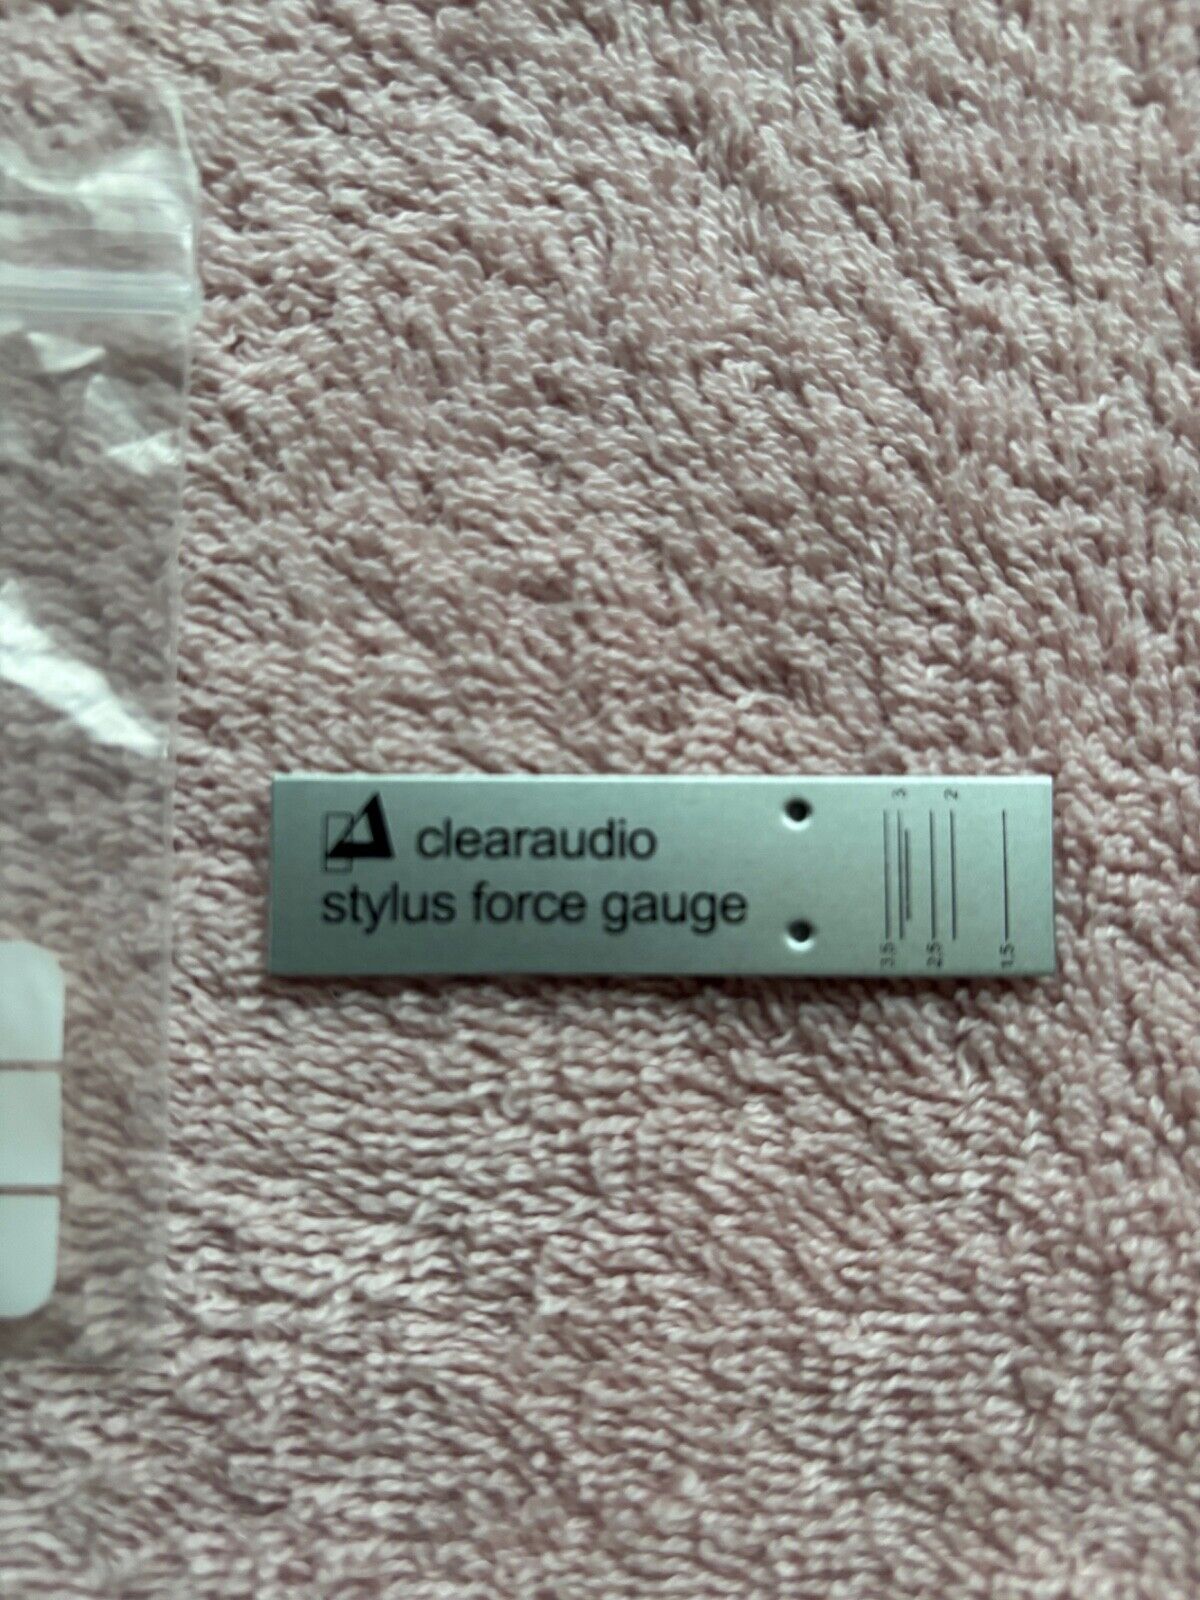 clearaudio
stylus force gauge
3
2
3,5
2,5
1,5